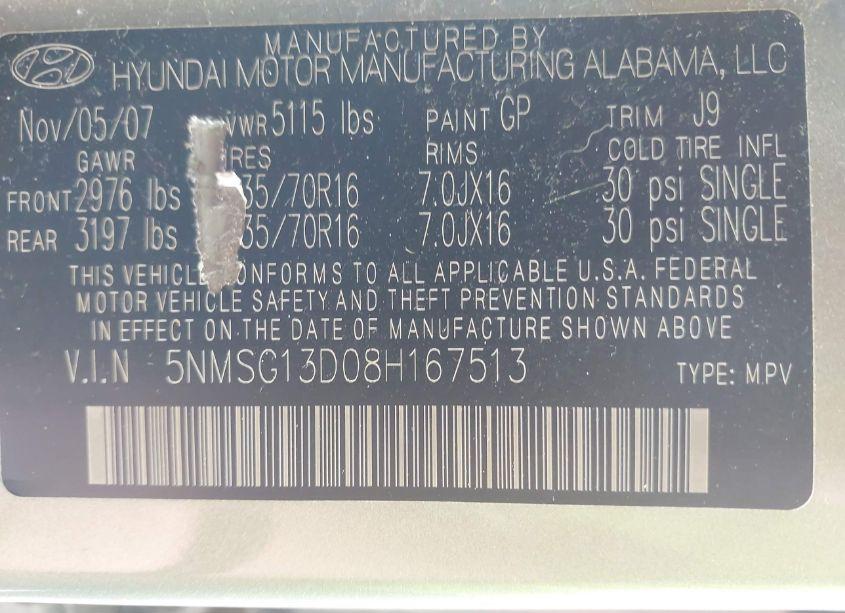 MANUFACTURED BY
HYUNDAI MOTOR MANUFACTURING ALABAMA, LLC
Nov/05/07 VWR 5115 lbs PAINT GP TRIM J9
GAWR RES RIMS COLD TIRE INFL
FRONT 2976 lbs 35/70R16 7.0JX16 30 psi SINGLE
REAR 3197 lbs 35/70R16 7.0JX16 30 psi SINGLE
THIS VEHICLE CONFORMS TO ALL APPLICABLE U.S.A. FEDERAL
MOTOR VEHICLE SAFETY AND THEFT PREVENTION STANDARDS
IN EFFECT ON THE DATE OF MANUFACTURE SHOWN ABOVE
V.I.N 5NMSG13D08H167513 TYPE: M.PV